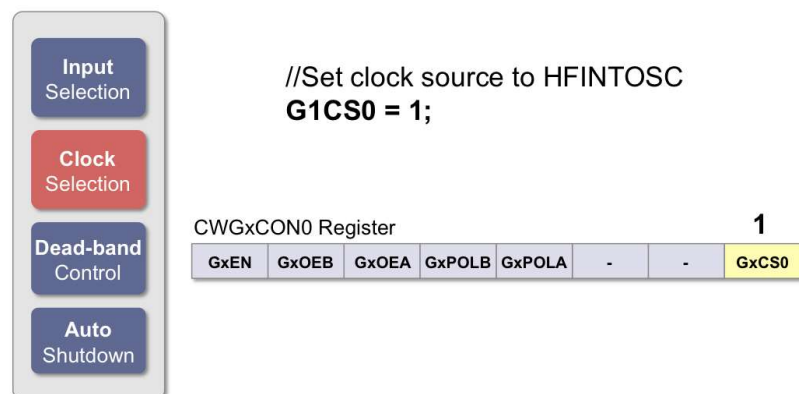 Input
Selection
Clock
Selection
Dead-band
Control
Auto
Shutdown
//Set clock source to HFINTOSC
G1CS0 = 1;
CWGxCON0 Register
1
GxEN GxOEB GxOEA GxPOLB GxPOLA - - GxCS0